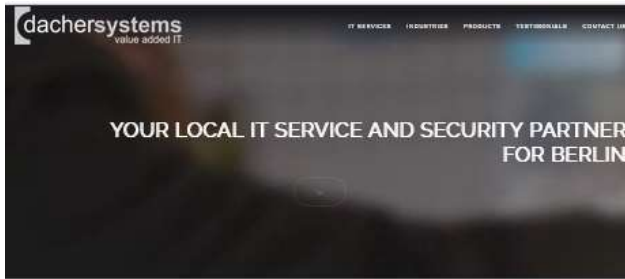 dachersystems
value added IT
IT SERVICES INDUSTRIES PRODUCTS TESTIMONIALS CONTACT US
YOUR LOCAL IT SERVICE AND SECURITY PARTNER
FOR BERLIN